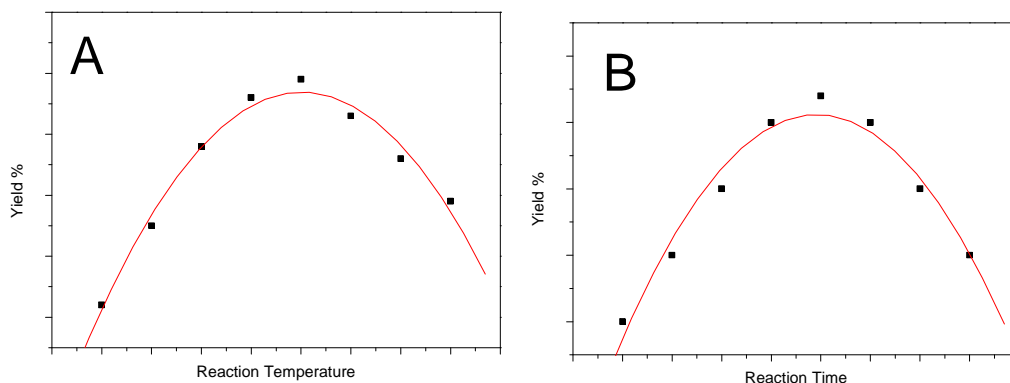 A
Yield %
Reaction Temperature
B
Yield %
Reaction Time